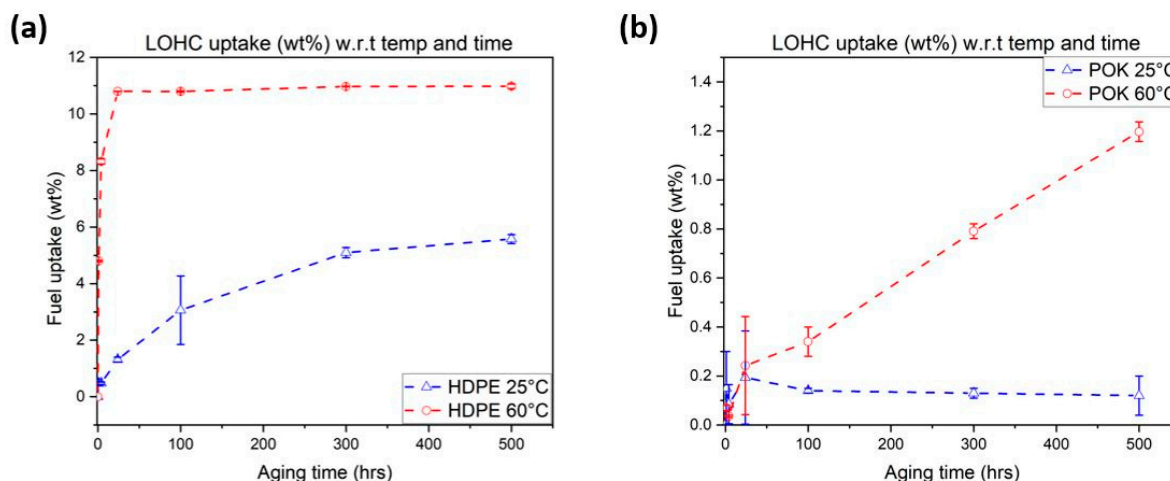 (a)
LOHC uptake (wt%) w.r.t temp and time
12
10
8
6
4
2
0
Fuel uptake (wt%)
HDPE 25°C
HDPE 60°C
0 100 200 300 400 500
Aging time (hrs)
(b)
LOHC uptake (wt%) w.r.t temp and time
POK 25°C
POK 60°C
1.4
1.2
1.0
0.8
0.6
0.4
0.2
0.0
Fuel uptake (wt%)
0 100 200 300 400 500
Aging time (hrs)